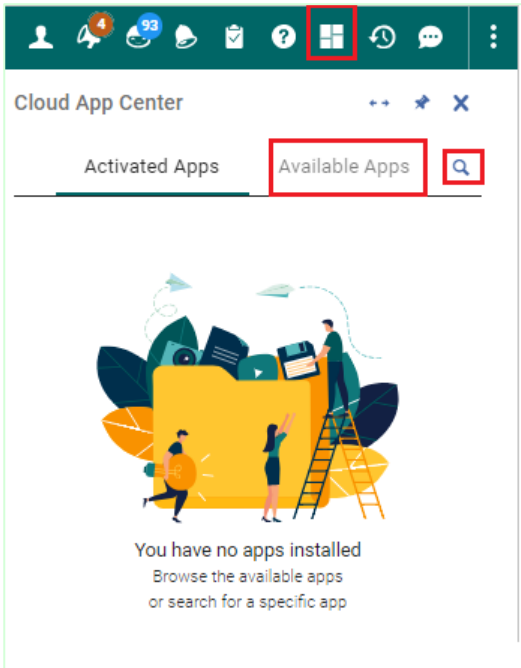 4
93
Cloud App Center
Activated Apps
Available Apps
You have no apps installed
Browse the available apps
or search for a specific app